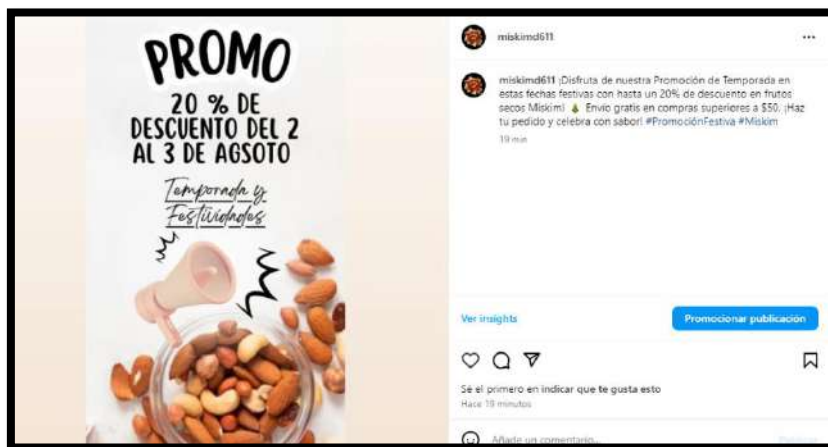 PROMO
20 % DE
DESCUENTO DEL 2
AL 3 DE AGSOTO
Temporada y
Festividades
miskimd611
miskimd611 ¡Disfruta de nuestra Promoción de Temporada en
estas fechas festivas con hasta un 20% de descuento en frutos
secos Miskim! 🎄 Envío gratis en compras superiores a $50. ¡Haz
tu pedido y celebra con sabor! #PromociónFestiva #Miskim
19 min
Ver insights
Promocionar publicación
Sé el primero en indicar que te gusta esto
Hace 19 minutos
Añade un comentario...